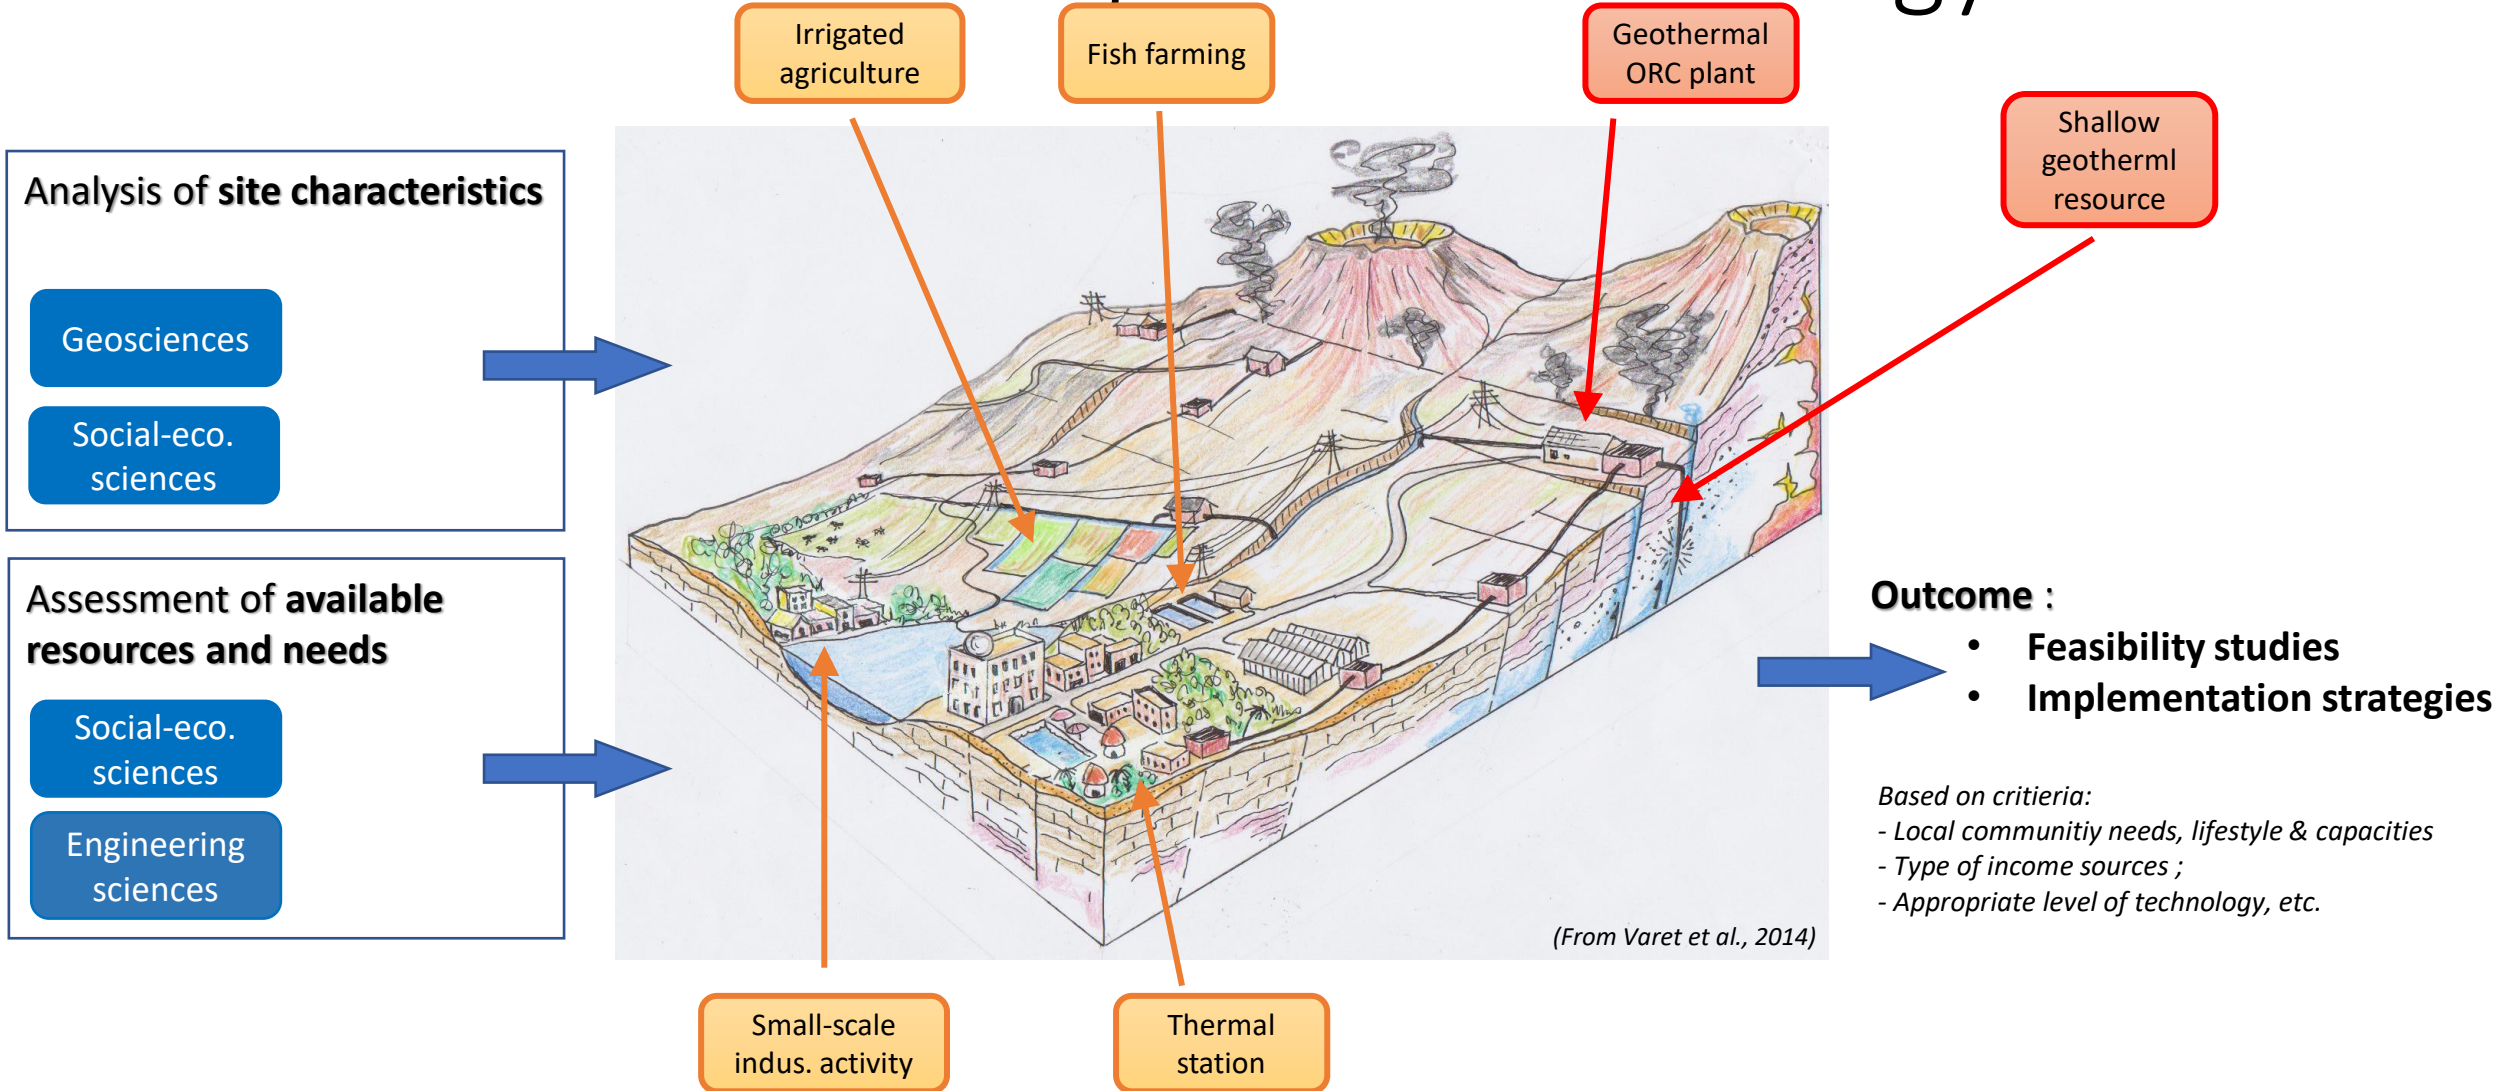 Irrigated
agriculture
Fish farming
Geothermal
ORC plant
Shallow
geotherml
resource
Analysis of site characteristics
Geosciences
Social-eco.
sciences
Assessment of available
resources and needs
Social-eco.
sciences
Engineering
sciences
Outcome :
• Feasibility studies
• Implementation strategies
Based on critieria:
- Local communitiy needs, lifestyle & capacities
- Type of income sources ;
- Appropriate level of technology, etc.
(From Varet et al., 2014)
Small-scale
indus. activity
Thermal
station